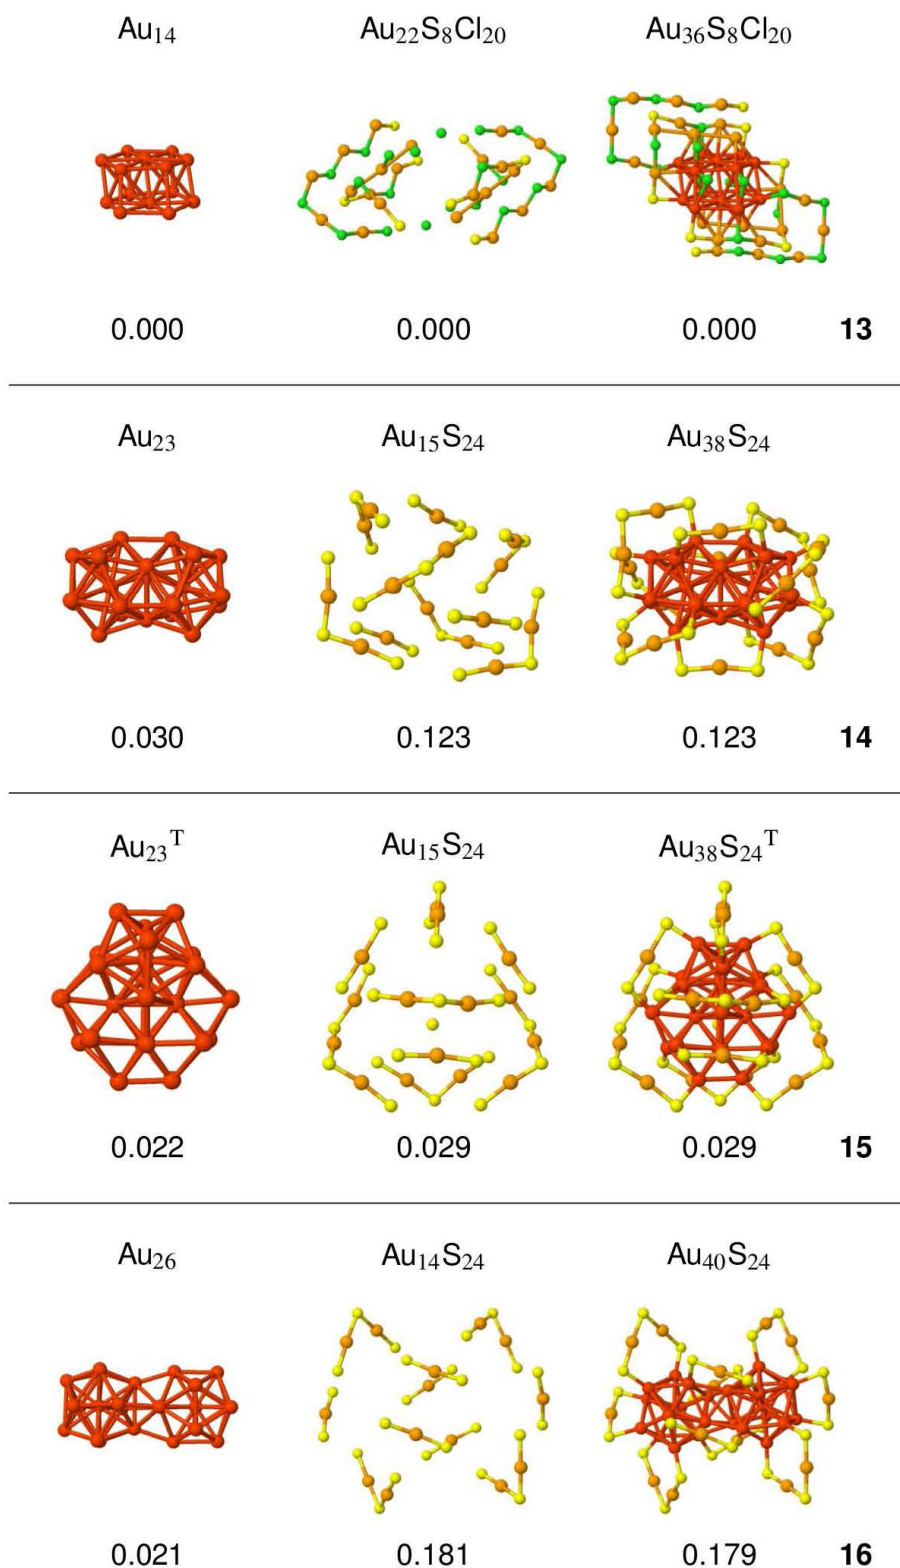 Au₁₄ Au₂₂S₈Cl₂₀ Au₃₆S₈Cl₂₀
0.000 0.000 0.000 13
Au₂₃ Au₁₅S₂₄ Au₃₈S₂₄
0.030 0.123 0.123 14
Au₂₃ᵀ Au₁₅S₂₄ Au₃₈S₂₄ᵀ
0.022 0.029 0.029 15
Au₂₆ Au₁₄S₂₄ Au₄₀S₂₄
0.021 0.181 0.179 16